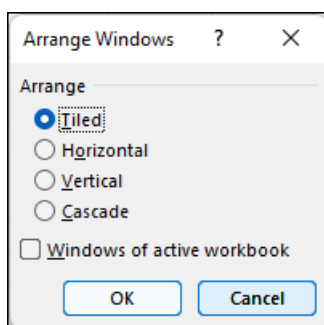 Arrange Windows ?
Arrange
Tiled
Horizontal
Vertical
Cascade
Windows of active workbook
OK Cancel